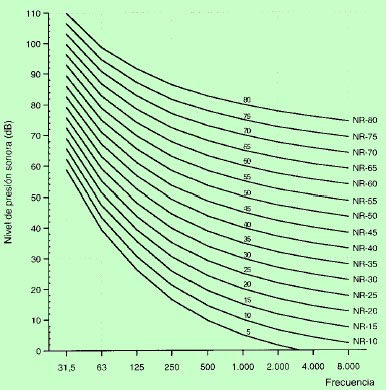 110
100
90
80
70
60
50
40
30
20
10
0
Nivel de presión sonora (dB)
80
75
70
65
60
55
50
45
40
35
30
25
20
15
10
5
NR-80
NR-75
NR-70
NR-65
NR-60
NR-55
NR-50
NR-45
NR-40
NR-35
NR-30
NR-25
NR-20
NR-15
NR-10
31,5 63 125 250 500 1.000 2.000 4.000 8.000
Frecuencia